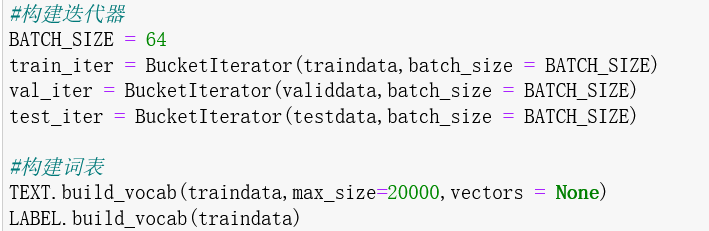 #构建迭代器
BATCH_SIZE = 64
train_iter = BucketIterator(traindata,batch_size = BATCH_SIZE)
val_iter = BucketIterator(validdata,batch_size = BATCH_SIZE)
test_iter = BucketIterator(testdata,batch_size = BATCH_SIZE)
#构建词表
TEXT.build_vocab(traindata,max_size=20000,vectors = None)
LABEL.build_vocab(traindata)